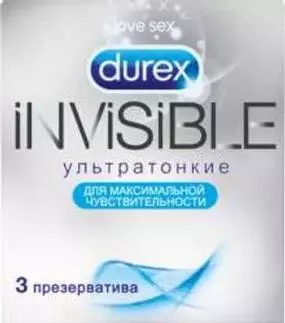 love sex
durex
iNViSiBLE
ультратонкие
ДЛЯ МАКСИМАЛЬНОЙ
ЧУВСТВИТЕЛЬНОСТИ
3 презерватива